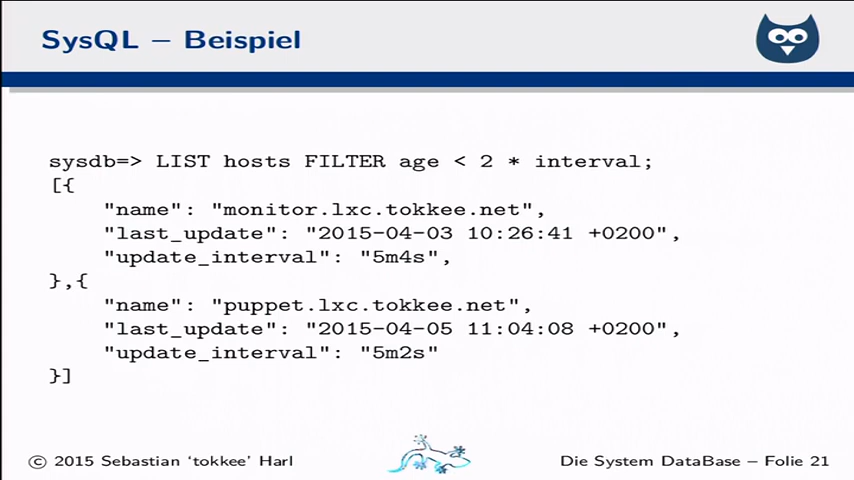 SysQL – Beispiel
sysdb=> LIST hosts FILTER age < 2 * interval;
[{
"name": "monitor.lxc.tokkee.net",
"last_update": "2015-04-03 10:26:41 +0200",
"update_interval": "5m4s",
},{
"name": "puppet.lxc.tokkee.net",
"last_update": "2015-04-05 11:04:08 +0200",
"update_interval": "5m2s"
}]
© 2015 Sebastian ‘tokkee’ Harl
Die System DataBase – Folie 21